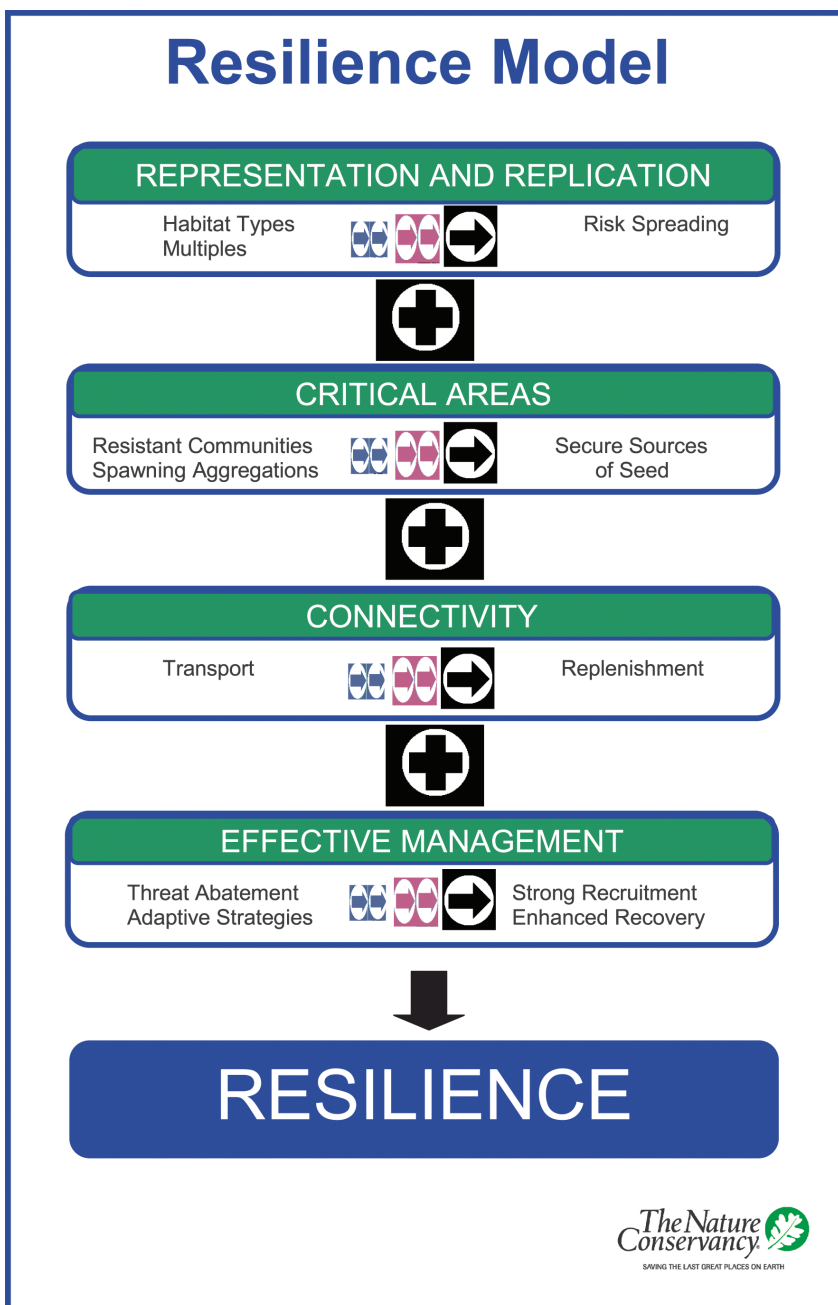 Resilience Model
REPRESENTATION AND REPLICATION
Habitat Types
Multiples
Risk Spreading
CRITICAL AREAS
Resistant Communities
Spawning Aggregations
Secure Sources
of Seed
CONNECTIVITY
Transport
Replenishment
EFFECTIVE MANAGEMENT
Threat Abatement
Adaptive Strategies
Strong Recruitment
Enhanced Recovery
RESILIENCE
The Nature
Conservancy
SAVING THE LAST GREAT PLACES ON EARTH